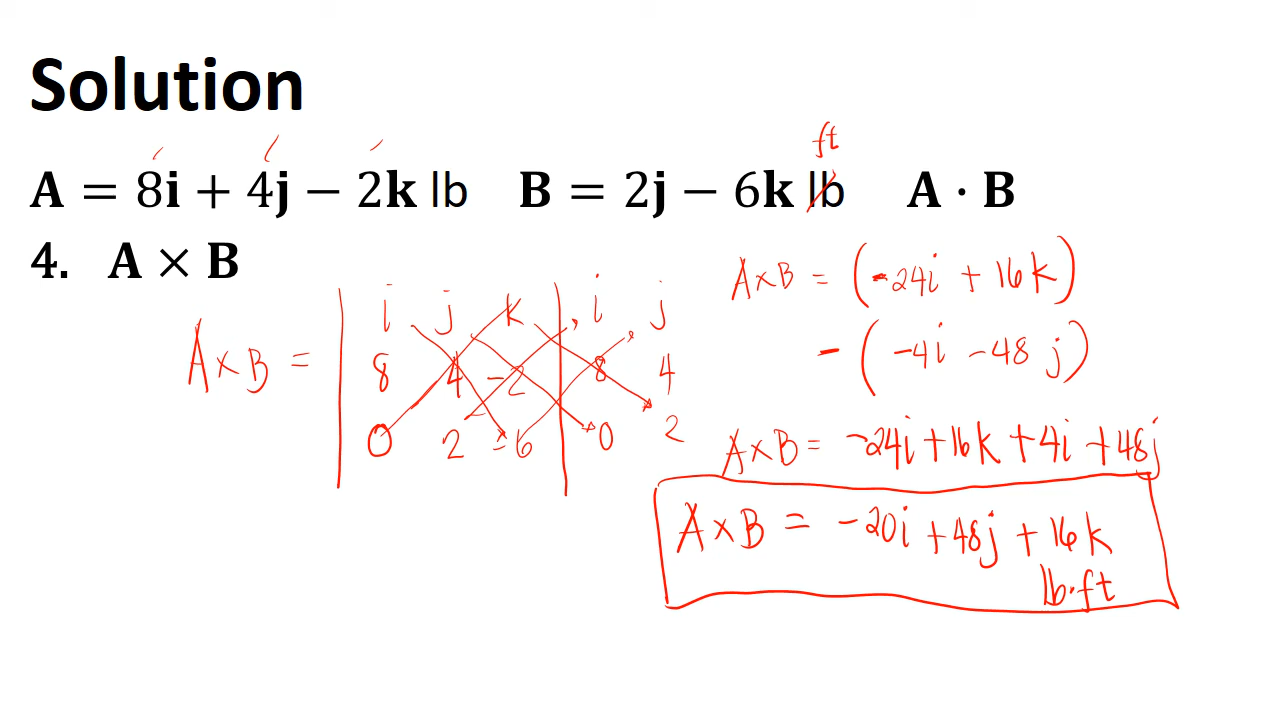 Solution
ft
A = 8i + 4j − 2k lb B = 2j − 6k lb A · B
4. A × B
A×B = (-24i + 16k)
- (-4i -48 j)
A×B =
i j k i j
8 4 -2 8 4
0 2 -6 0 2
A×B = -24i+16k+4i+48j
A×B = -20i+48j+16k
lb·ft